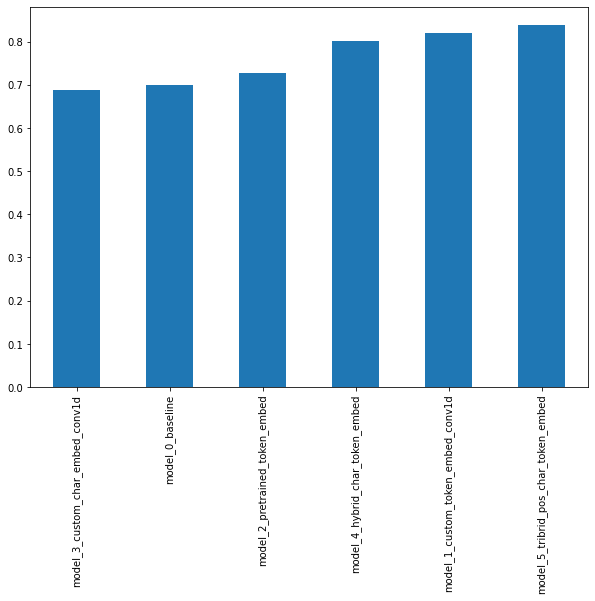 0.8
0.7
0.6
0.5
0.4
0.3
0.2
0.1
0.0
model_3_custom_char_embed_conv1d
model_0_baseline
model_2_pretrained_token_embed
model_4_hybrid_char_token_embed
model_1_custom_token_embed_conv1d
model_5_tribrid_pos_char_token_embed